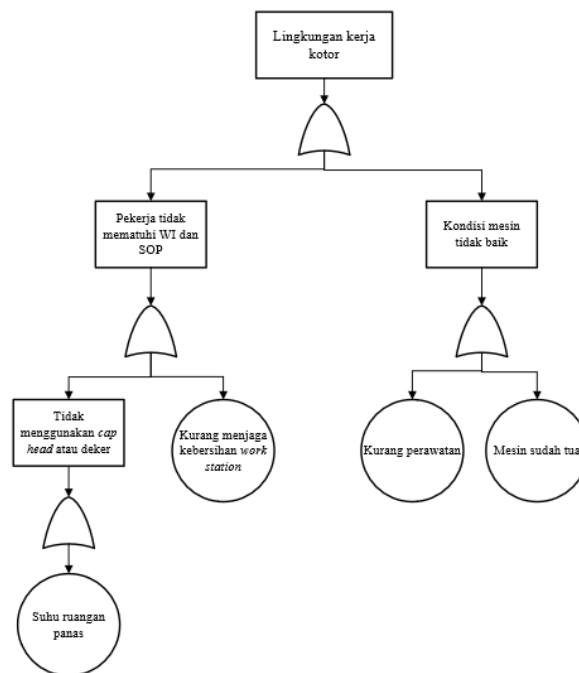 Lingkungan kerja
kotor
Pekerja tidak
mematuhi WI dan
SOP
Kondisi mesin
tidak baik
Tidak
menggunakan cap
head atau deker
Kurang menjaga
kebersihan work
station
Kurang perawatan
Mesin sudah tua
Suhu ruangan
panas